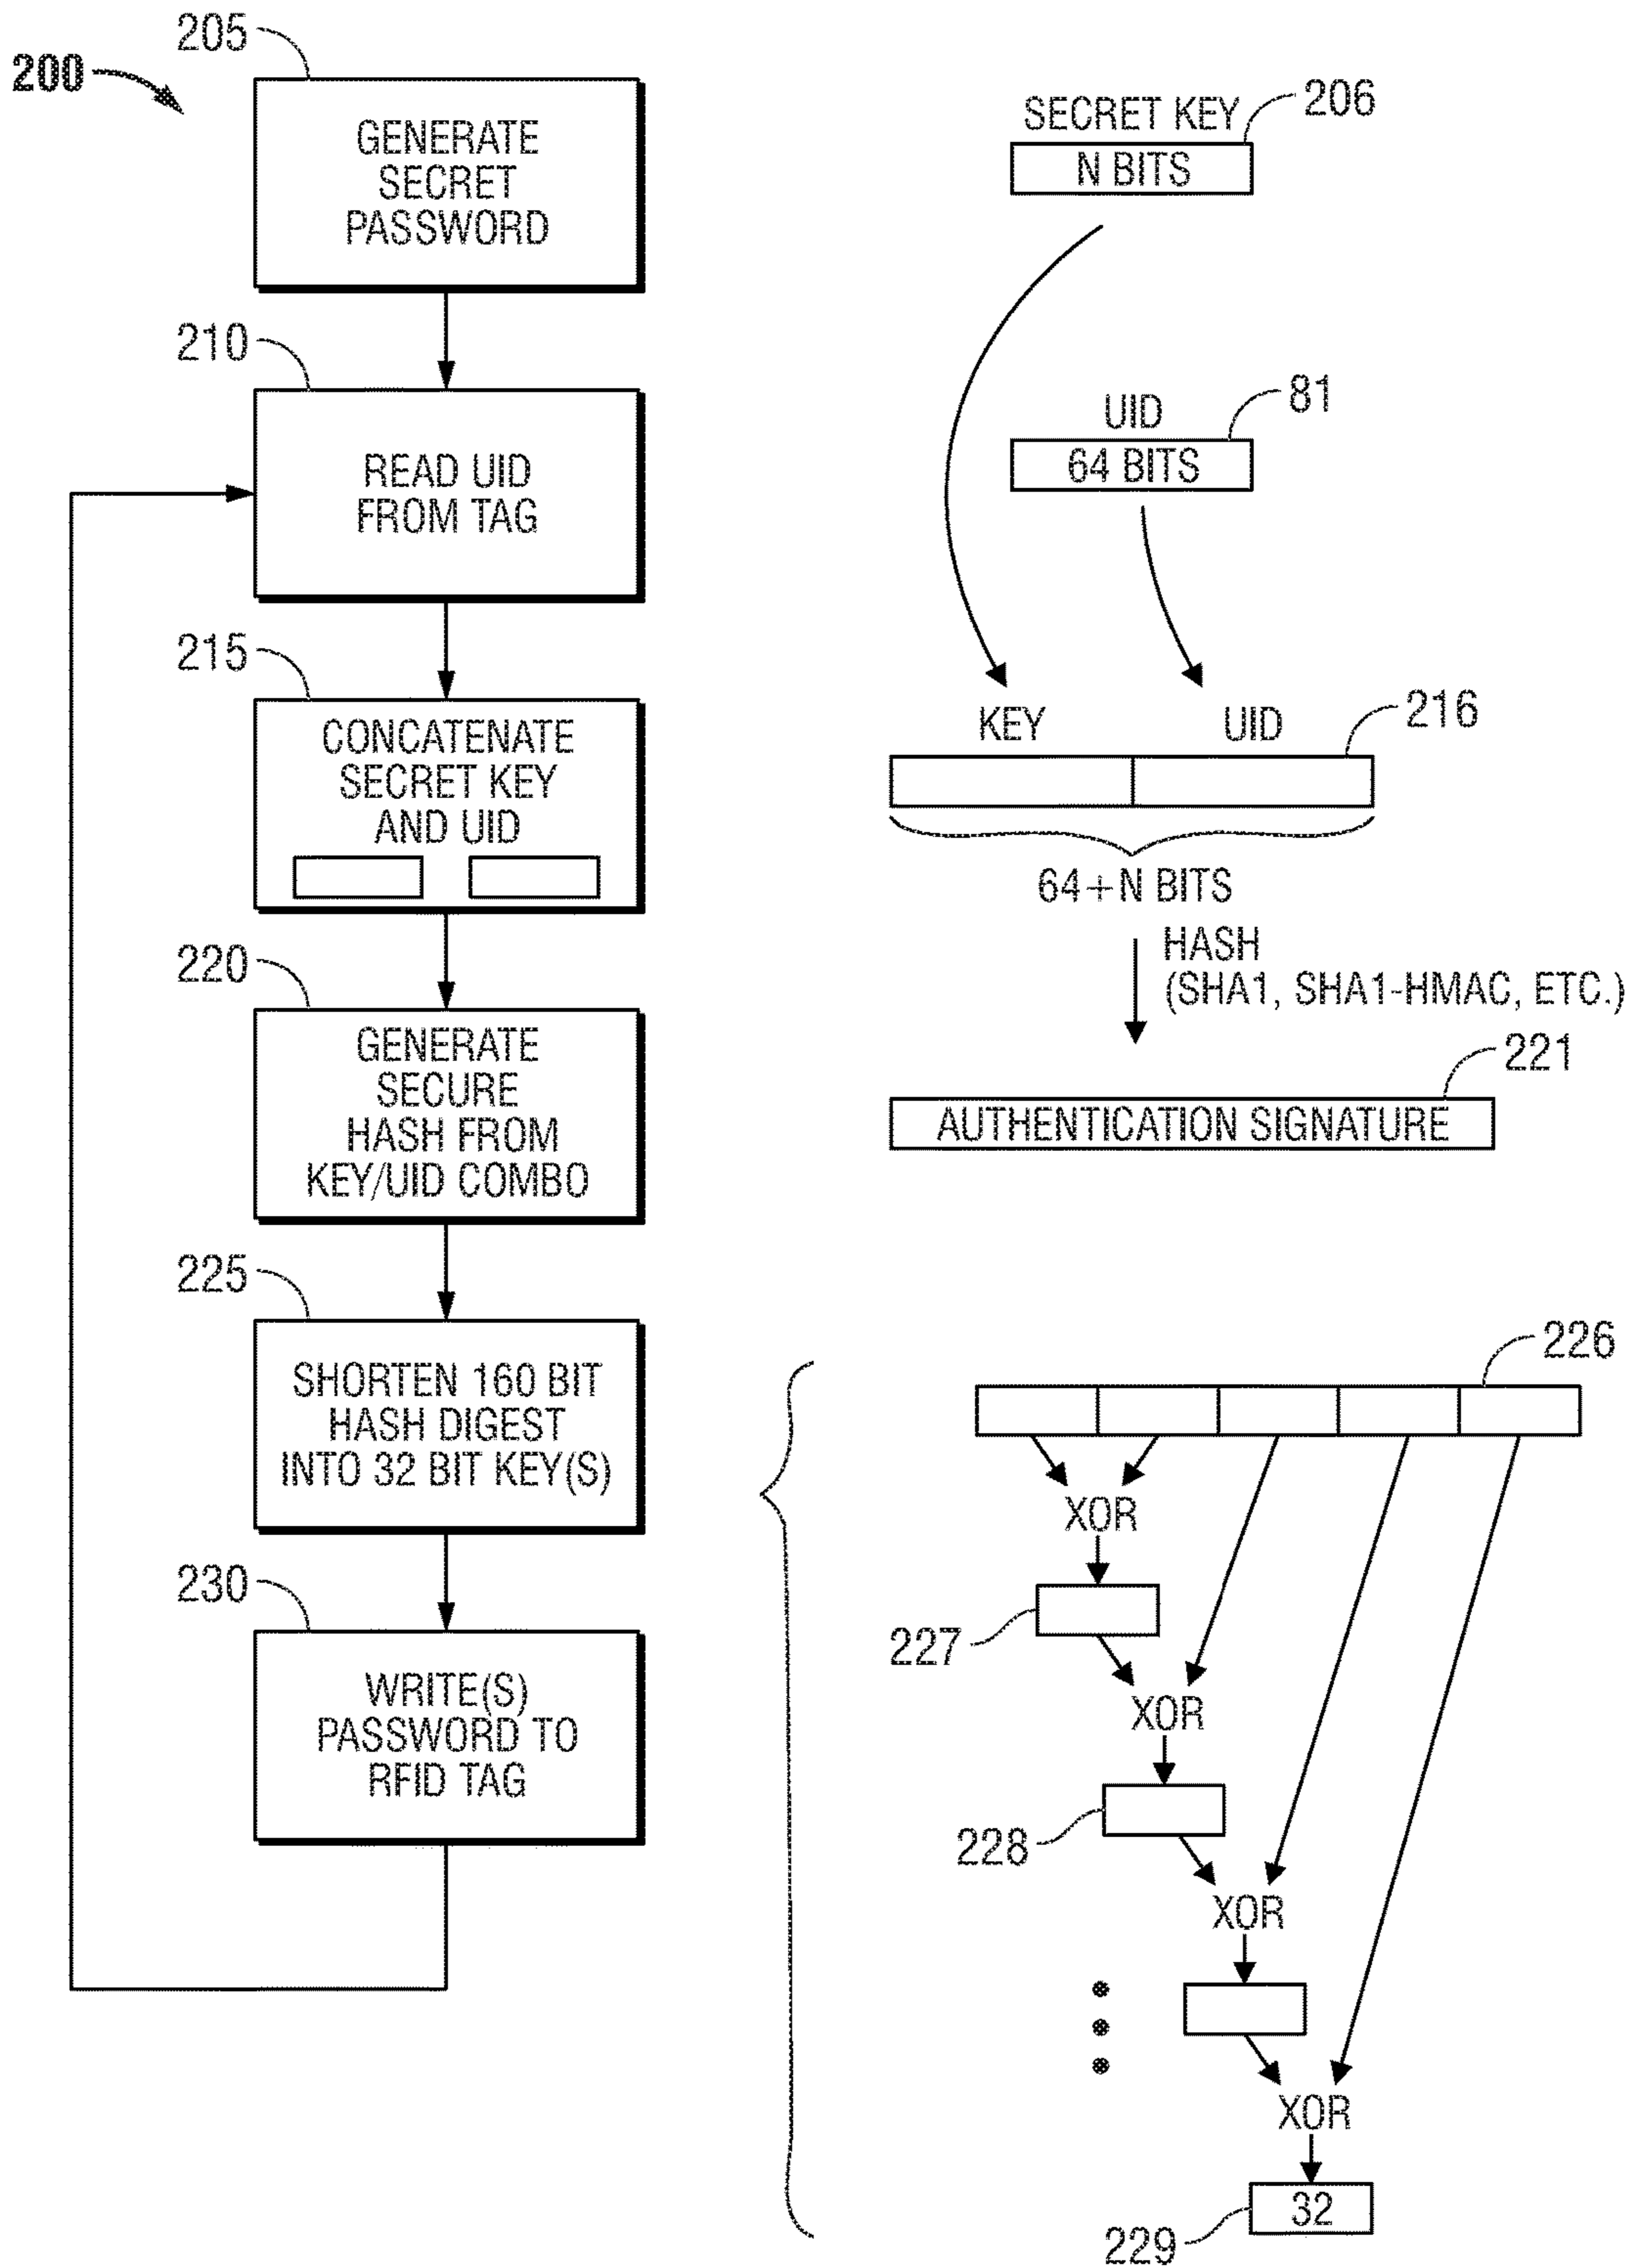 200
205
GENERATE
SECRET
PASSWORD
210
READ UID
FROM TAG
215
CONCATENATE
SECRET KEY
AND UID
220
GENERATE
SECURE
HASH FROM
KEY/UID COMBO
225
SHORTEN 160 BIT
HASH DIGEST
INTO 32 BIT KEY(S)
230
WRITE(S)
PASSWORD TO
RFID TAG
SECRET KEY
206
N BITS
UID
81
64 BITS
KEY
UID
216
64+N BITS
HASH
(SHA1, SHA1-HMAC, ETC.)
221
AUTHENTICATION SIGNATURE
226
XOR
227
XOR
228
XOR
XOR
32
229